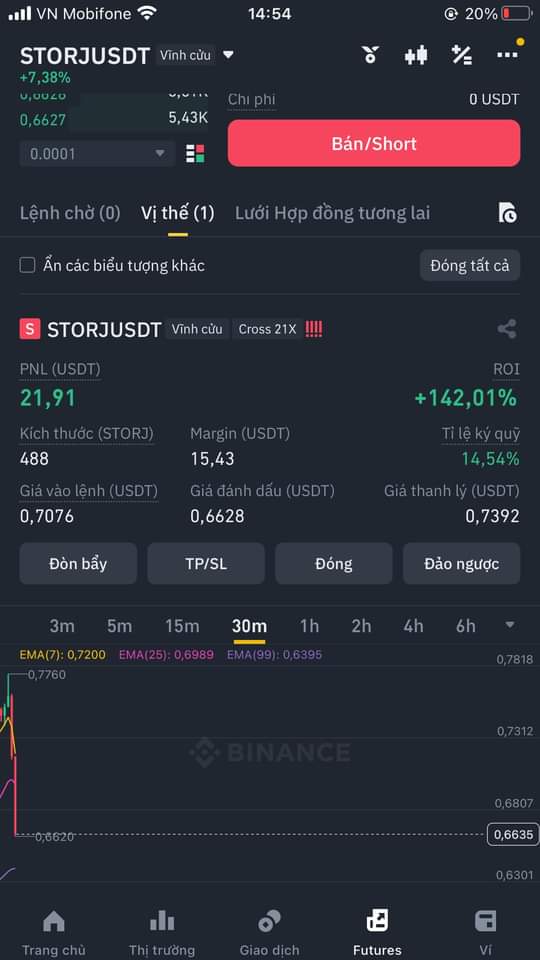 VN Mobifone 14:54 20%
STORJUSDT Vĩnh cửu
+7,38%
Chi phí 0 USDT
0,6627 5,43K
Bán/Short
0.0001
Lệnh chờ (0) Vị thế (1) Lưới Hợp đồng tương lai
Ẩn các biểu tượng khác Đóng tất cả
S STORJUSDT Vĩnh cửu Cross 21X !!!!
PNL (USDT) ROI
21,91 +142,01%
Kích thước (STORJ) Margin (USDT) Tỉ lệ ký quỹ
488 15,43 14,54%
Giá vào lệnh (USDT) Giá đánh dấu (USDT) Giá thanh lý (USDT)
0,7076 0,6628 0,7392
Đòn bẩy TP/SL Đóng Đảo ngược
3m 5m 15m 30m 1h 2h 4h 6h
EMA(7): 0,7200 EMA(25): 0,6989 EMA(99): 0,6395
0,7818
0,7760
0,7312
BINANCE
0,6807
0,6620 0,6635
0,6301
Trang chủ Thị trường Giao dịch Futures Ví